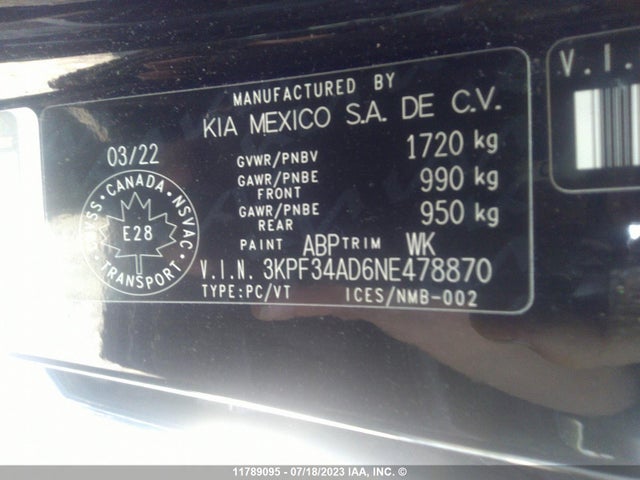 MANUFACTURED BY
KIA MEXICO S.A. DE C.V.
03/22
GVWR/PNBV 1720 kg
GAWR/PNBE FRONT 990 kg
GAWR/PNBE REAR 950 kg
PAINT ABP TRIM WK
V.I.N. 3KPF34AD6NE478870
TYPE:PC/VT ICES/NMB-002
CANADA
NSVAC
E28
TRANSPORT
V.I.
11789095 - 07/18/2023 IAA, INC. ©